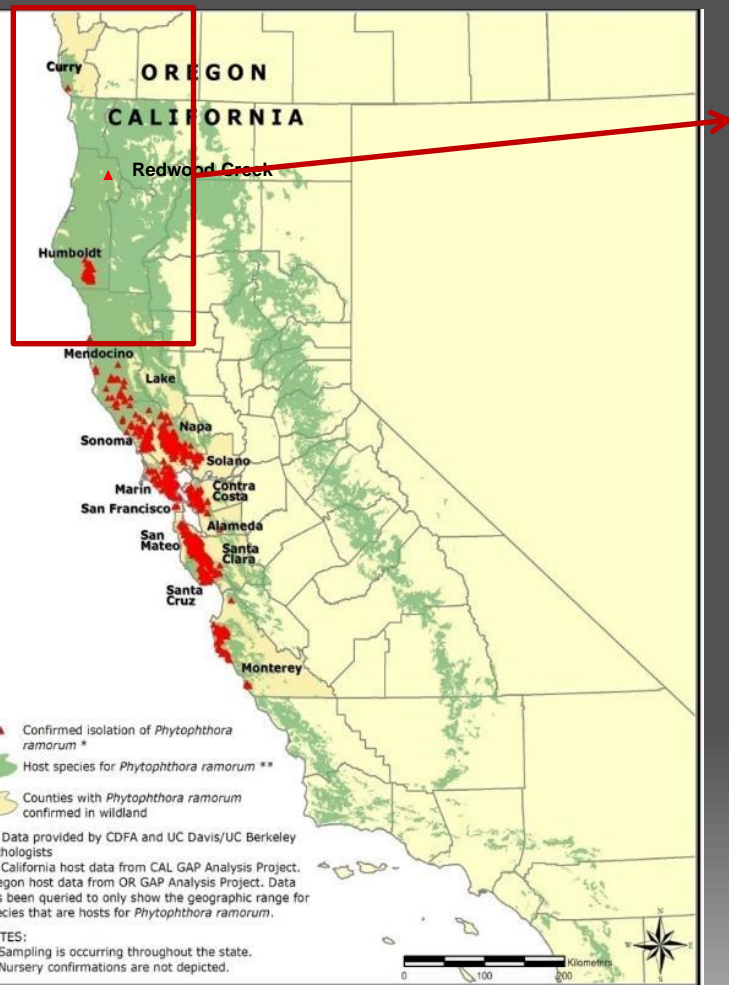 Curry
OREGON
CALIFORNIA
Redwood Creek
Humboldt
Mendocino
Lake
Napa
Sonoma
Solano
Marin
Contra
Costa
San Francisco
Alameda
San
Mateo
Santa
Clara
Santa
Cruz
Monterey
Confirmed isolation of Phytophthora
ramorum *
Host species for Phytophthora ramorum **
Counties with Phytophthora ramorum
confirmed in wildland
Data provided by CDFA and UC Davis/UC Berkeley
hologists
California host data from CAL GAP Analysis Project.
egon host data from OR GAP Analysis Project. Data
s been queried to only show the geographic range for
ecies that are hosts for Phytophthora ramorum.
TES:
Sampling is occurring throughout the state.
Nursery confirmations are not depicted.
N
W
E
S
Kilometers
0 100 200